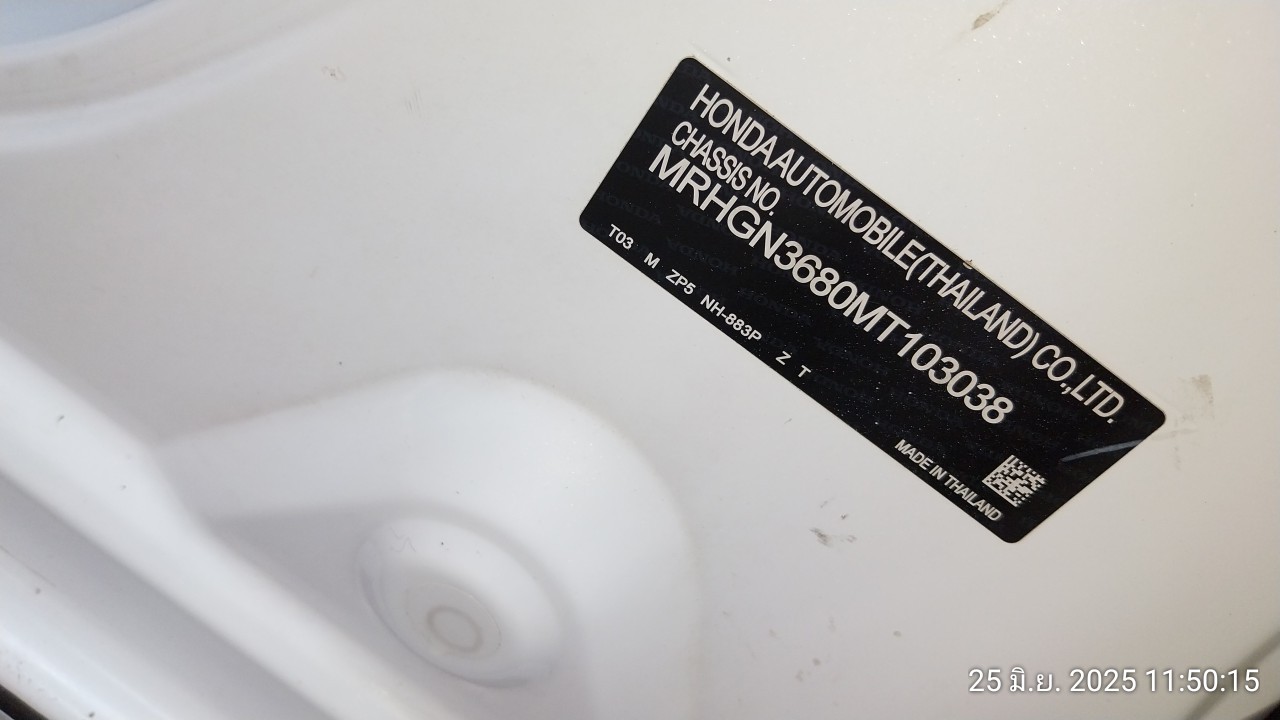 HONDA AUTOMOBILE (THAILAND) CO.,LTD.
CHASSIS NO.
MRHGN3680MT103038
T03 M ZP5 NH-883P Z T
MADE IN THAILAND
25 มิ.ย. 2025 11:50:15